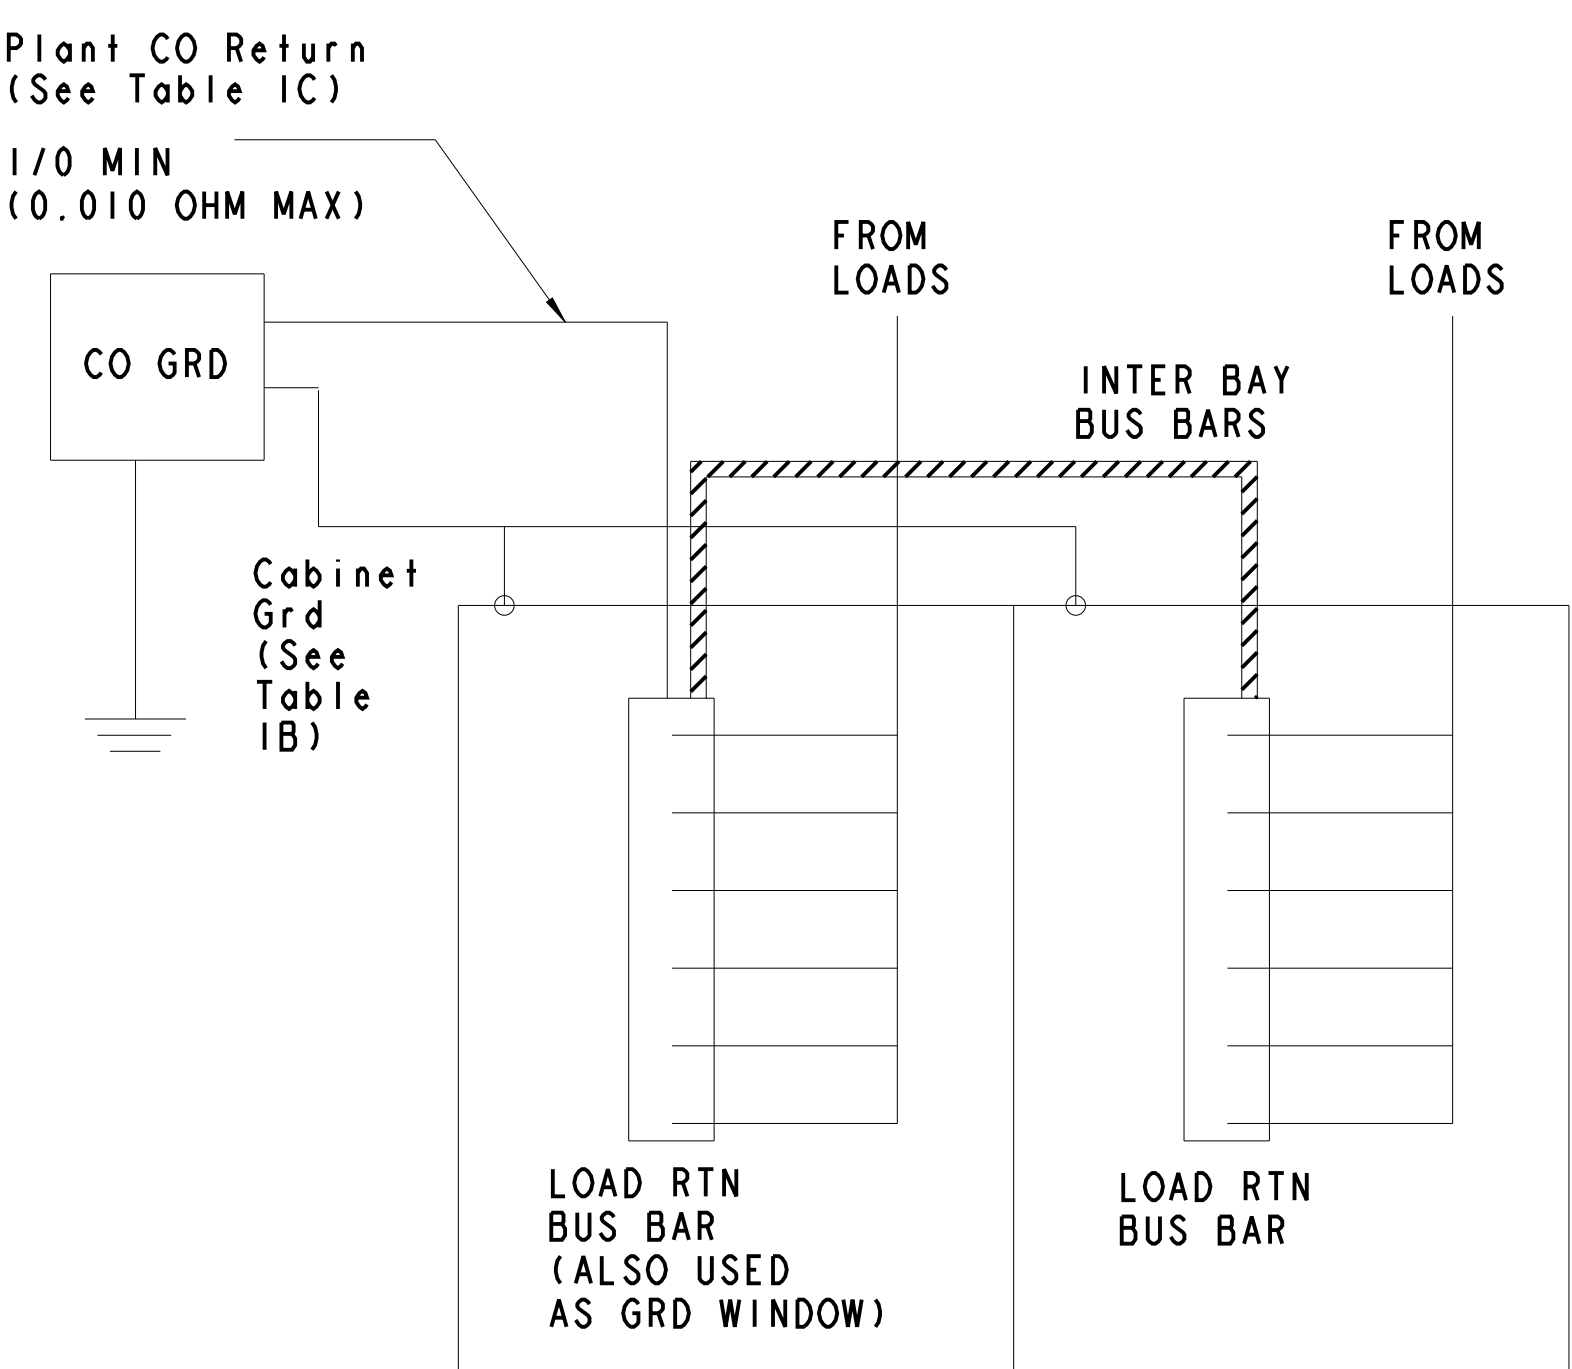 Plant CO Return
(See Table 1C)
1/0 MIN
(0.010 OHM MAX)
FROM
LOADS
FROM
LOADS
CO GRD
INTER BAY
BUS BARS
Cabinet
Grd
(See
Table
1B)
LOAD RTN
BUS BAR
(ALSO USED
AS GRD WINDOW)
LOAD RTN
BUS BAR